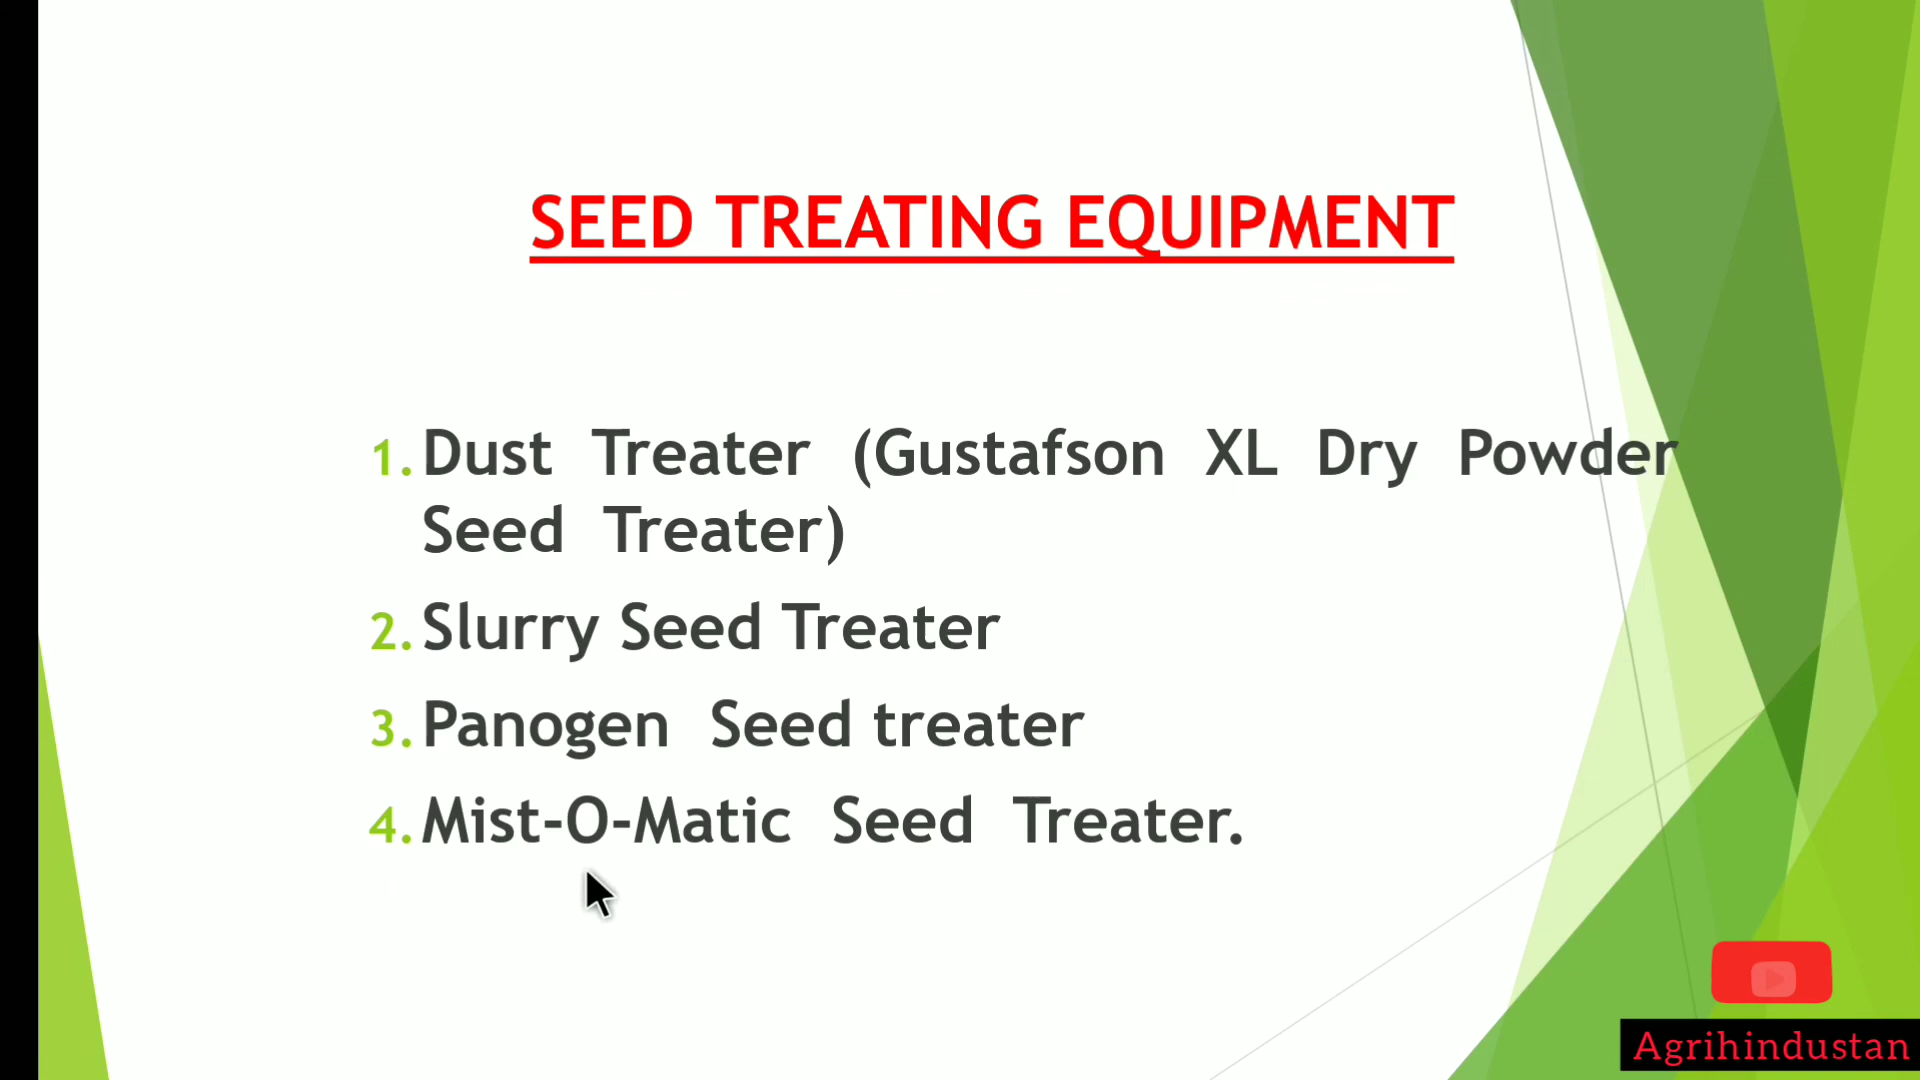 SEED TREATING EQUIPMENT
1. Dust Treater (Gustafson XL Dry Powder
Seed Treater)
2. Slurry Seed Treater
3. Panogen Seed treater
4. Mist-O-Matic Seed Treater.
Agrihindustan